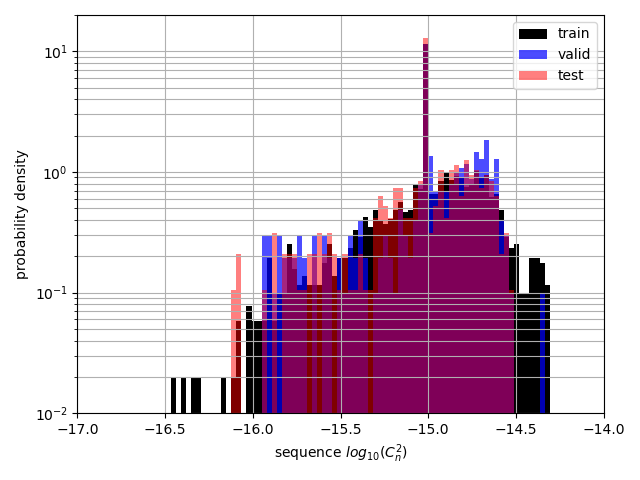 train
valid
test
10¹
10⁰
10⁻¹
10⁻²
probability density
−17.0 −16.5 −16.0 −15.5 −15.0 −14.5 −14.0
sequence log₁₀(Cₙ²)